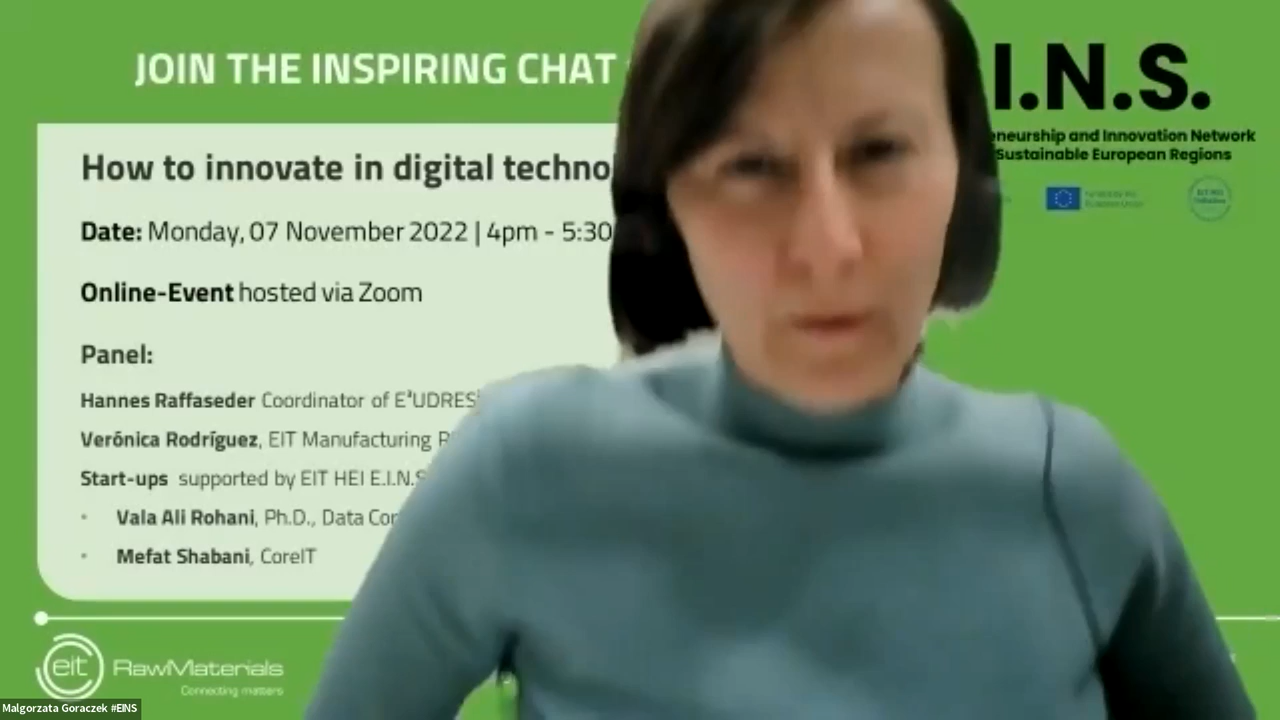 JOIN THE INSPIRING CHAT
I.N.S.
eneurship and Innovation Network
Sustainable European Regions
How to innovate in digital techno
Date: Monday, 07 November 2022 | 4pm - 5:30
Online-Event hosted via Zoom
Panel:
Hannes Raffaseder Coordinator of E³UDRES
Verónica Rodríguez, EIT Manufacturing R
Start-ups supported by EIT HEI E.I.N.S
• Vala Ali Rohani, Ph.D., Data Cor
• Mefat Shabani, CoreIT
eit RawMaterials
Connecting matters
Malgorzata Goraczek #EINS